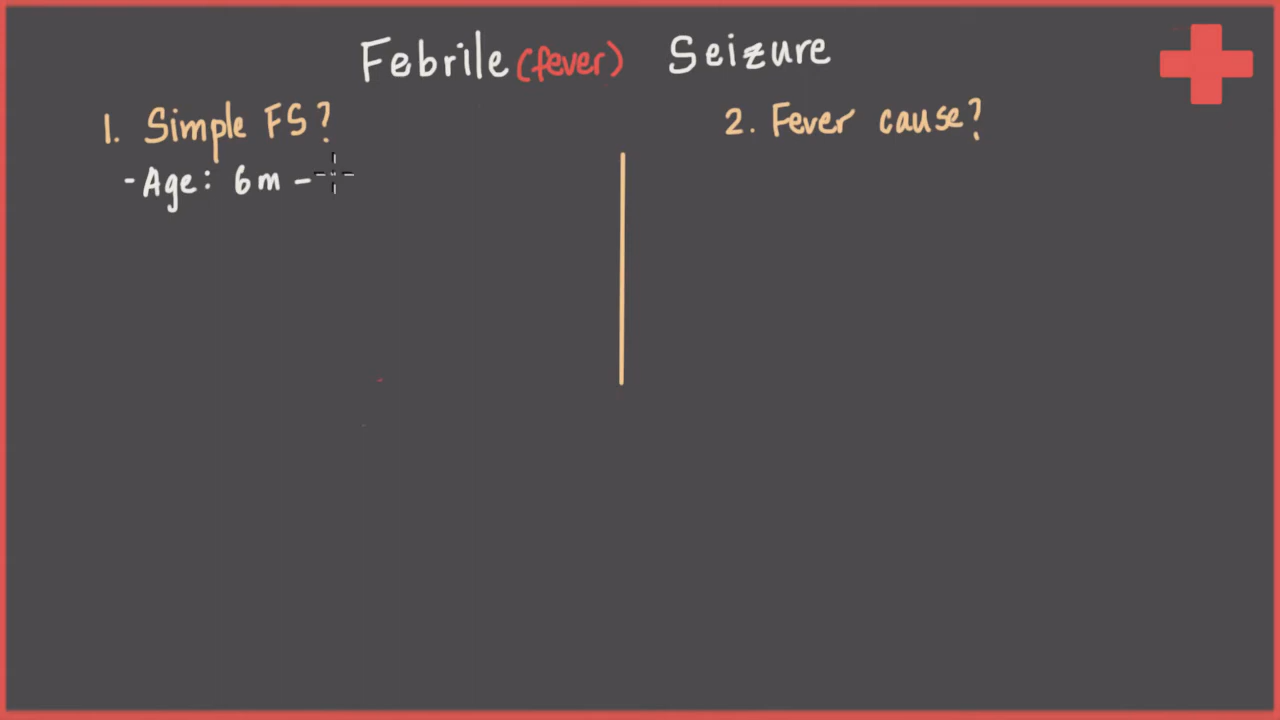 Febrile (fever) Seizure
1. Simple FS?
- Age: 6m -
2. Fever cause?